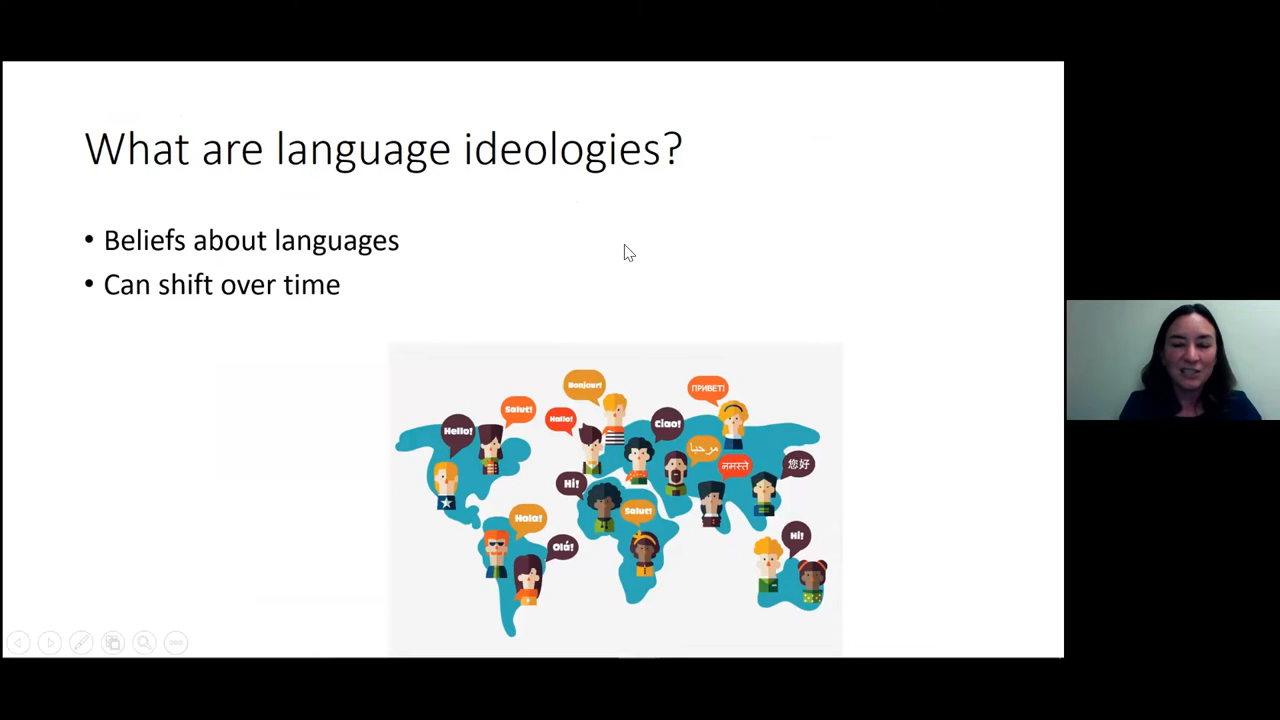 What are language ideologies?
• Beliefs about languages
• Can shift over time
Bonjour!
ПРИВЕТ!
Salut!
Hallo!
Ciao!
Hello!
مرحبا
नमस्ते
您好
Hi!
Hala!
Salut!
Olá!
Hi!